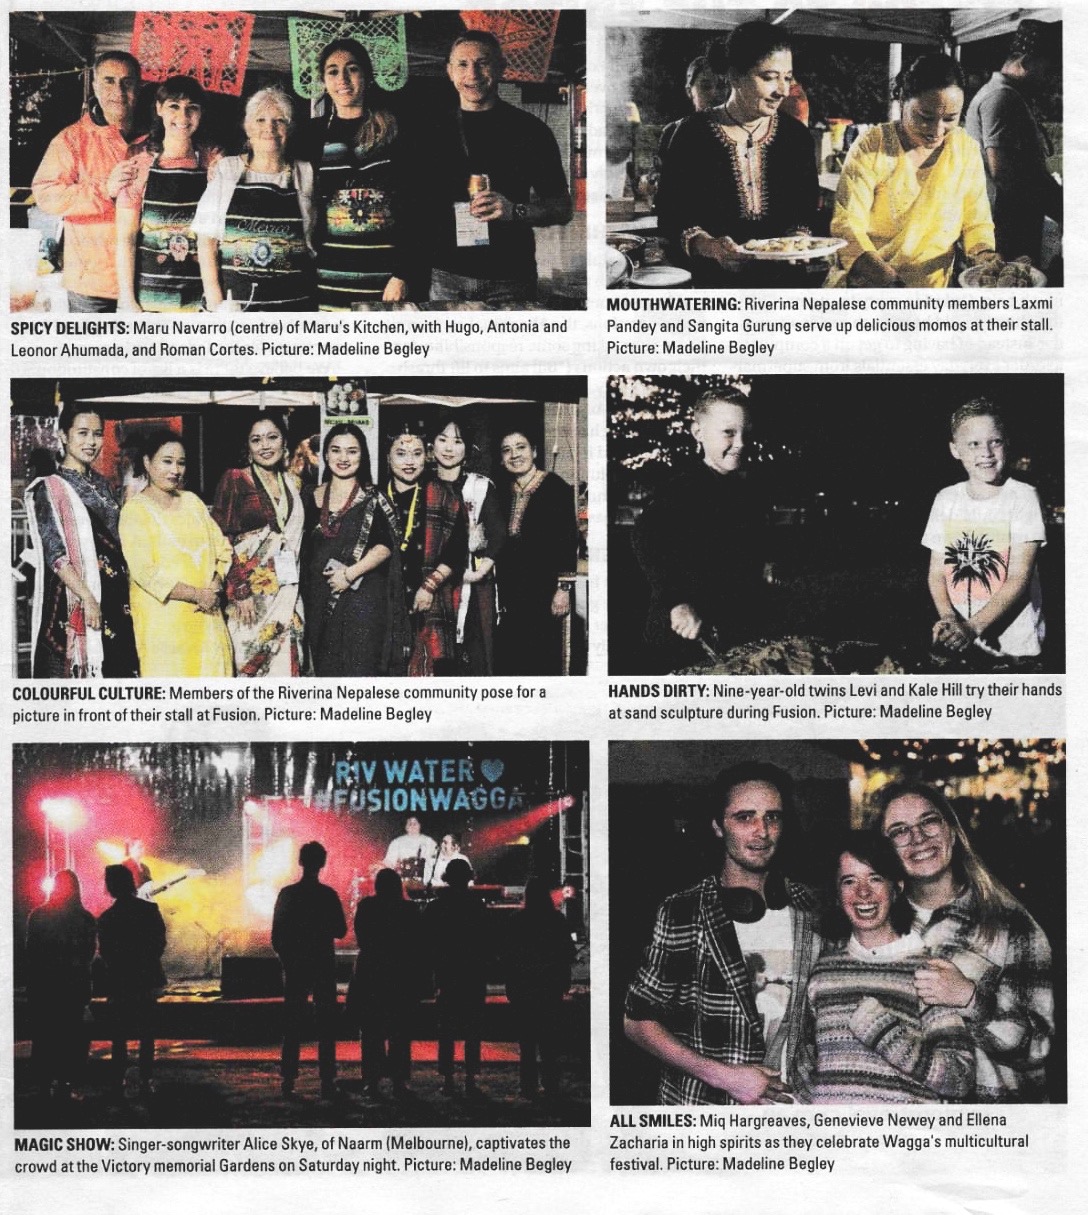 SPICY DELIGHTS: Maru Navarro (centre) of Maru's Kitchen, with Hugo, Antonia and
Leonor Ahumada, and Roman Cortes. Picture: Madeline Begley
MOUTHWATERING: Riverina Nepalese community members Laxmi
Pandey and Sangita Gurung serve up delicious momos at their stall.
Picture: Madeline Begley
COLOURFUL CULTURE: Members of the Riverina Nepalese community pose for a
picture in front of their stall at Fusion. Picture: Madeline Begley
HANDS DIRTY: Nine-year-old twins Levi and Kale Hill try their hands
at sand sculpture during Fusion. Picture: Madeline Begley
RIV WATER
#FUSIONWAGGA
MAGIC SHOW: Singer-songwriter Alice Skye, of Naarm (Melbourne), captivates the
crowd at the Victory memorial Gardens on Saturday night. Picture: Madeline Begley
ALL SMILES: Miq Hargreaves, Genevieve Newey and Ellena
Zacharia in high spirits as they celebrate Wagga's multicultural
festival. Picture: Madeline Begley